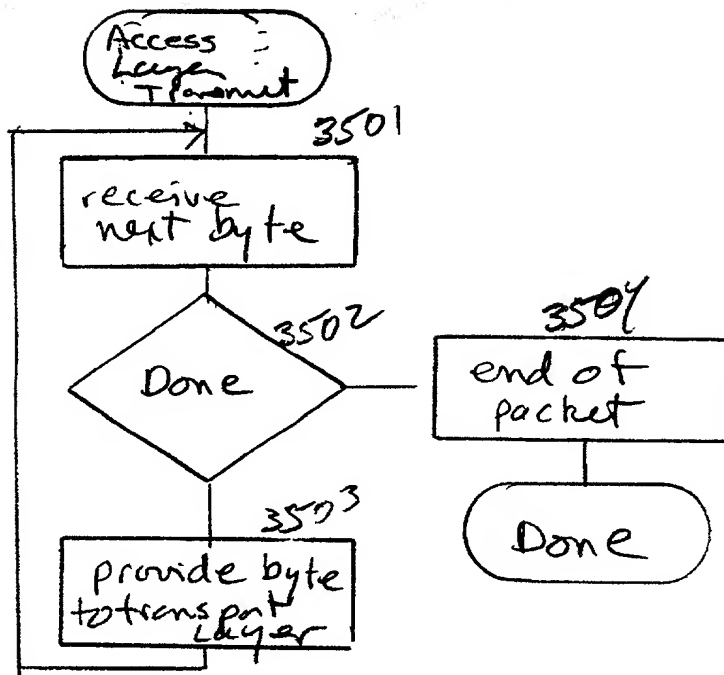 Access
Layer
Transmit
3501
receive
next byte
3502
Done
3504
end of
packet
Done
3503
provide byte
to transport
Layer